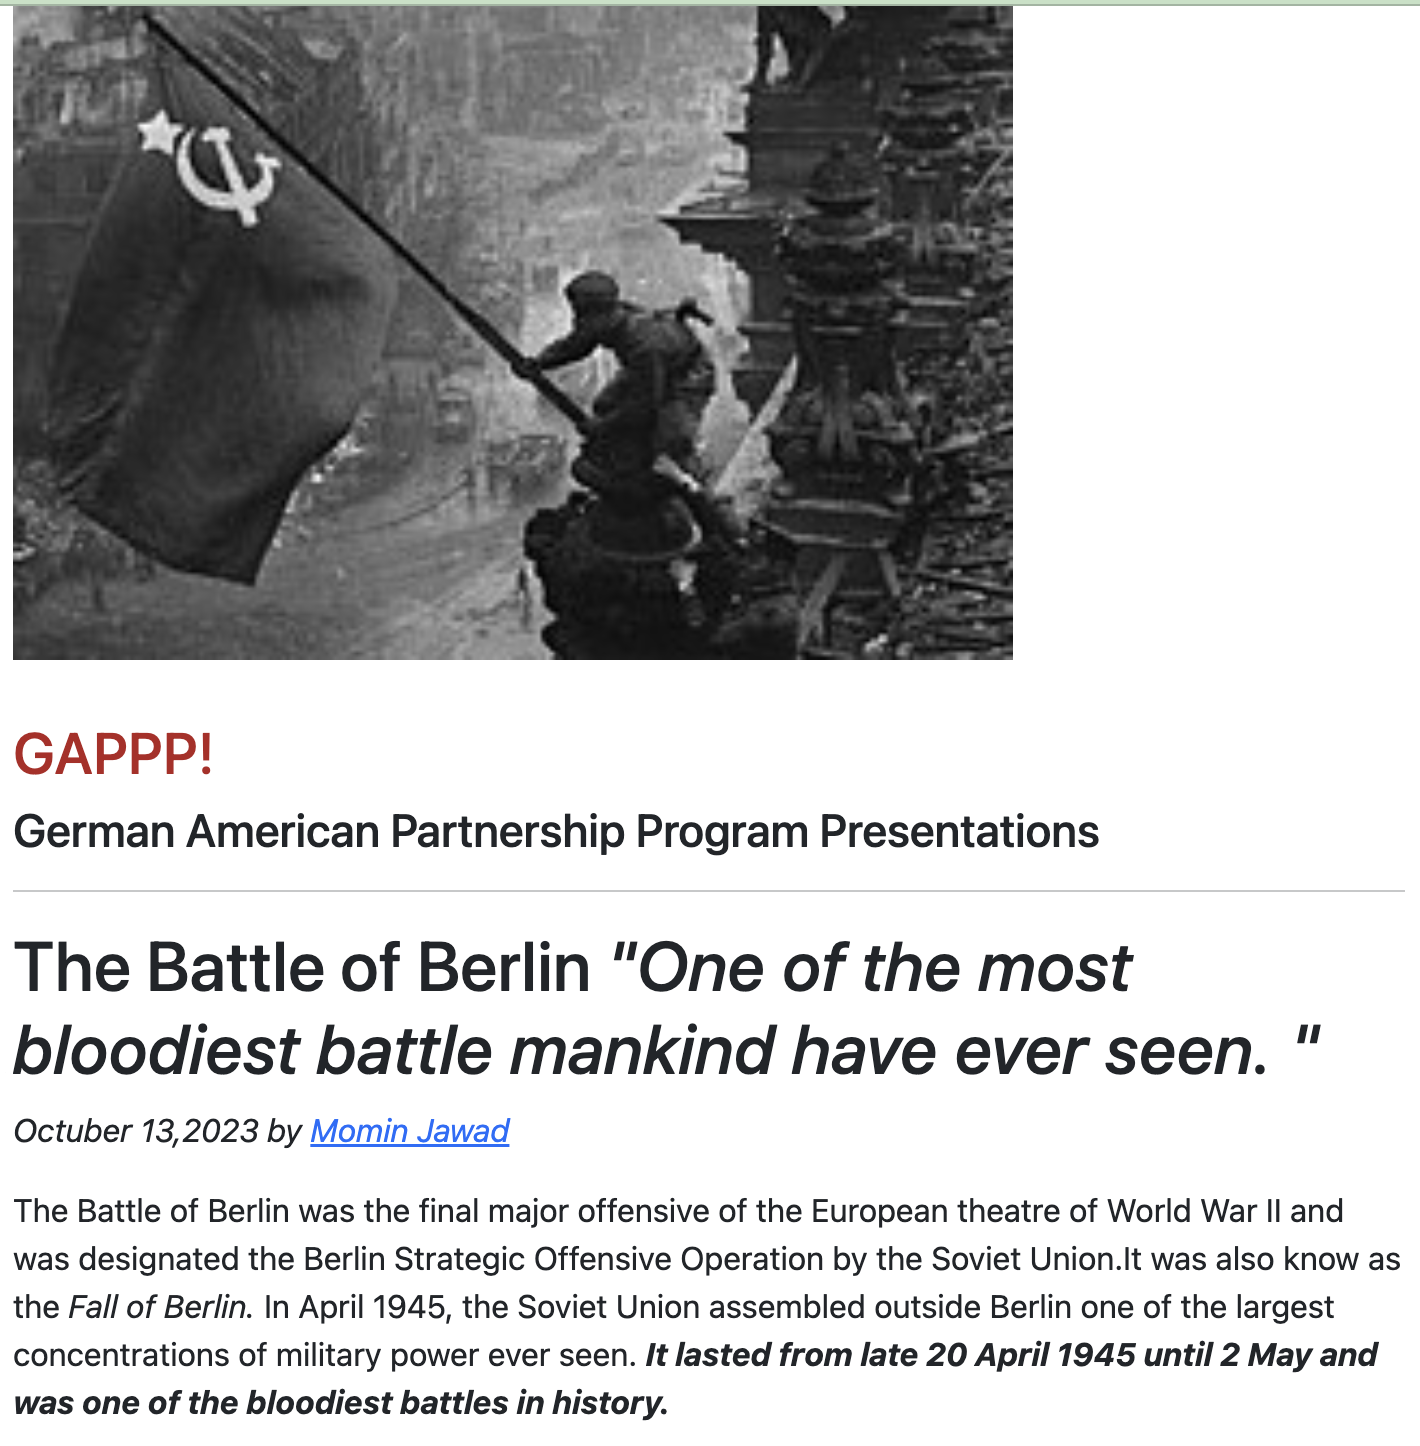 GAPPP!
German American Partnership Program Presentations
The Battle of Berlin "One of the most
bloodiest battle mankind have ever seen. "
Octuber 13,2023 by Momin Jawad
The Battle of Berlin was the final major offensive of the European theatre of World War II and
was designated the Berlin Strategic Offensive Operation by the Soviet Union.It was also know as
the Fall of Berlin. In April 1945, the Soviet Union assembled outside Berlin one of the largest
concentrations of military power ever seen. It lasted from late 20 April 1945 until 2 May and
was one of the bloodiest battles in history.